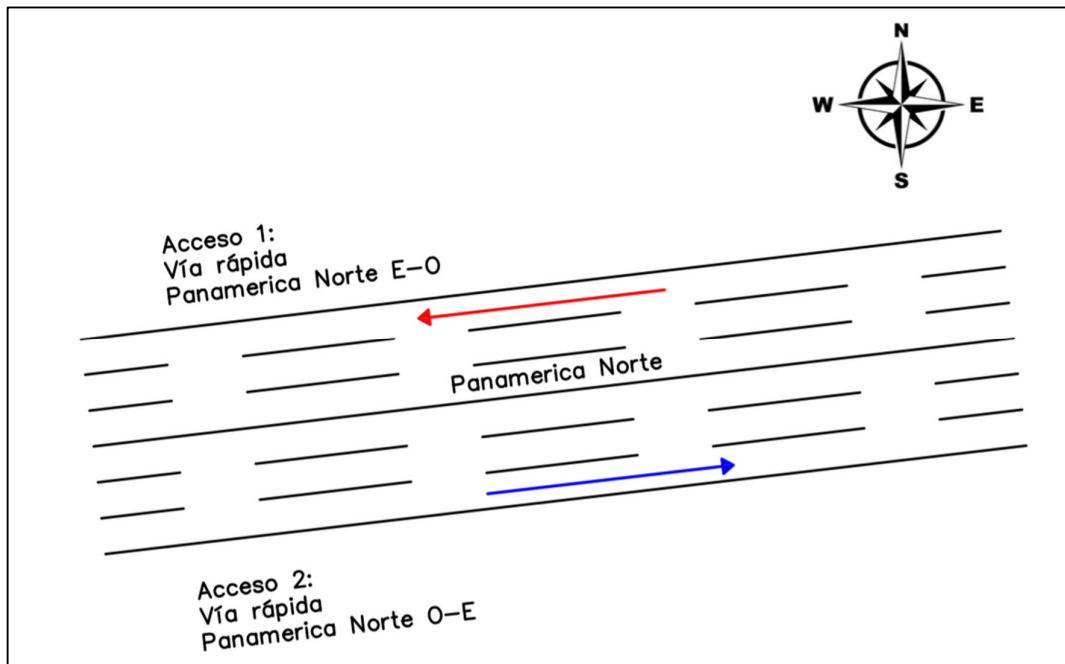 N
W E
S
Acceso 1:
Vía rápida
Panamerica Norte E-O
Panamerica Norte
Acceso 2:
Vía rápida
Panamerica Norte O-E